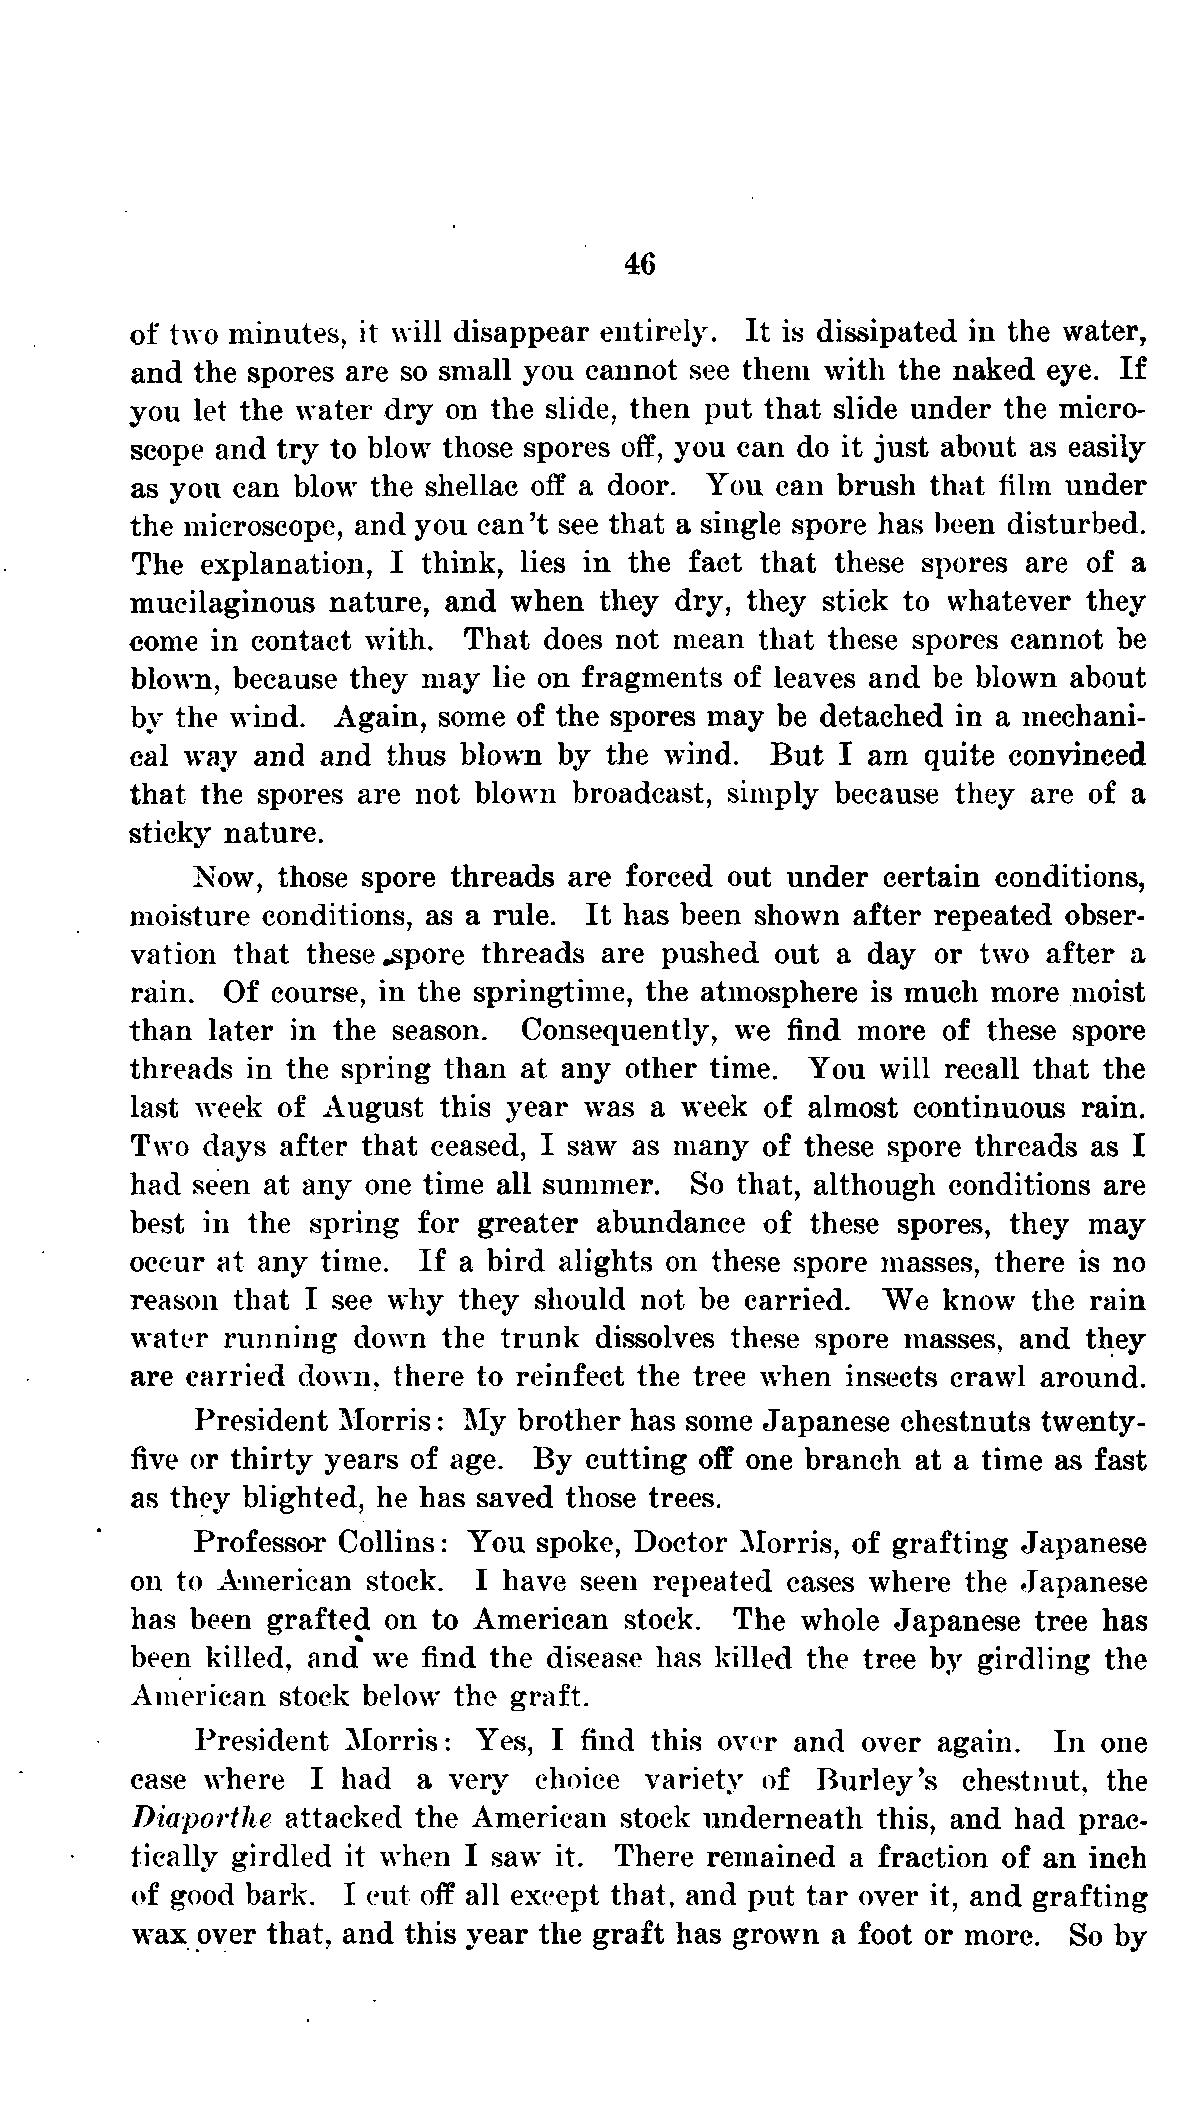 46
of two minutes, it will disappear entirely. It is dissipated in the water,
and the spores are so small you cannot see them with the naked eye. If
you let the water dry on the slide, then put that slide under the micro-
scope and try to blow those spores off, you can do it just about as easily
as you can blow the shellac off a door. You can brush that film under
the microscope, and you can't see that a single spore has been disturbed.
The explanation, I think, lies in the fact that these spores are of a
mucilaginous nature, and when they dry, they stick to whatever they
come in contact with. That does not mean that these spores cannot be
blown, because they may lie on fragments of leaves and be blown about
by the wind. Again, some of the spores may be detached in a mechani-
cal way and and thus blown by the wind. But I am quite convinced
that the spores are not blown broadcast, simply because they are of a
sticky nature.
Now, those spore threads are forced out under certain conditions,
moisture conditions, as a rule. It has been shown after repeated obser-
vation that these spore threads are pushed out a day or two after a
rain. Of course, in the springtime, the atmosphere is much more moist
than later in the season. Consequently, we find more of these spore
threads in the spring than at any other time. You will recall that the
last week of August this year was a week of almost continuous rain.
Two days after that ceased, I saw as many of these spore threads as I
had seen at any one time all summer. So that, although conditions are
best in the spring for greater abundance of these spores, they may
occur at any time. If a bird alights on these spore masses, there is no
reason that I see why they should not be carried. We know the rain
water running down the trunk dissolves these spore masses, and they
are carried down, there to reinfect the tree when insects crawl around.
President Morris: My brother has some Japanese chestnuts twenty-
five or thirty years of age. By cutting off one branch at a time as fast
as they blighted, he has saved those trees.
Professor Collins: You spoke, Doctor Morris, of grafting Japanese
on to American stock. I have seen repeated cases where the Japanese
has been grafted on to American stock. The whole Japanese tree has
been killed, and we find the disease has killed the tree by girdling the
American stock below the graft.
President Morris: Yes, I find this over and over again. In one
case where I had a very choice variety of Burley's chestnut, the
Diaporthe attacked the American stock underneath this, and had prac-
tically girdled it when I saw it. There remained a fraction of an inch
of good bark. I cut off all except that, and put tar over it, and grafting
wax over that, and this year the graft has grown a foot or more. So by